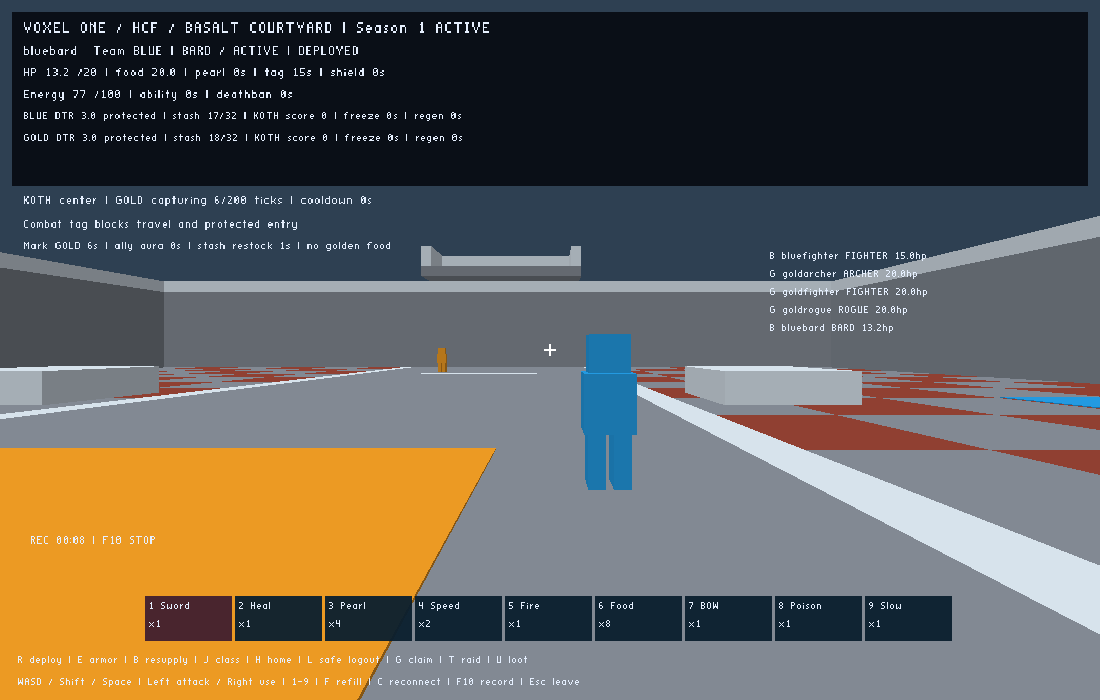 VOXEL ONE / HCF / BASALT COURTYARD | Season 1 ACTIVE
bluebard Team BLUE | BARD / ACTIVE | DEPLOYED
HP 13.2 /20 | food 20.0 | pearl 0s | tag 15s | shield 0s
Energy 77 /100 | ability 0s | deathban 0s
BLUE DTR 3.0 protected | stash 17/32 | KOTH score 0 | freeze 0s | regen 0s
GOLD DTR 3.0 protected | stash 18/32 | KOTH score 0 | freeze 0s | regen 0s
KOTH center | GOLD capturing 6/200 ticks | cooldown 0s
Combat tag blocks travel and protected entry
Mark GOLD 6s | ally aura 0s | stash restock 1s | no golden food
B bluefighter FIGHTER 15.0hp
G goldarcher ARCHER 20.0hp
G goldfighter FIGHTER 20.0hp
G goldrogue ROGUE 20.0hp
B bluebard BARD 13.2hp
REC 00:08 | F10 STOP
1 Sword x1
2 Heal x1
3 Pearl x4
4 Speed x2
5 Fire x1
6 Food x8
7 BOW x1
8 Poison x1
9 Slow x1
R deploy | E armor | B resupply | J class | H home | L safe logout | G claim | T raid | U loot
WASD / Shift / Space | Left attack / Right use | 1-9 | F refill | C reconnect | F10 record | Esc leave